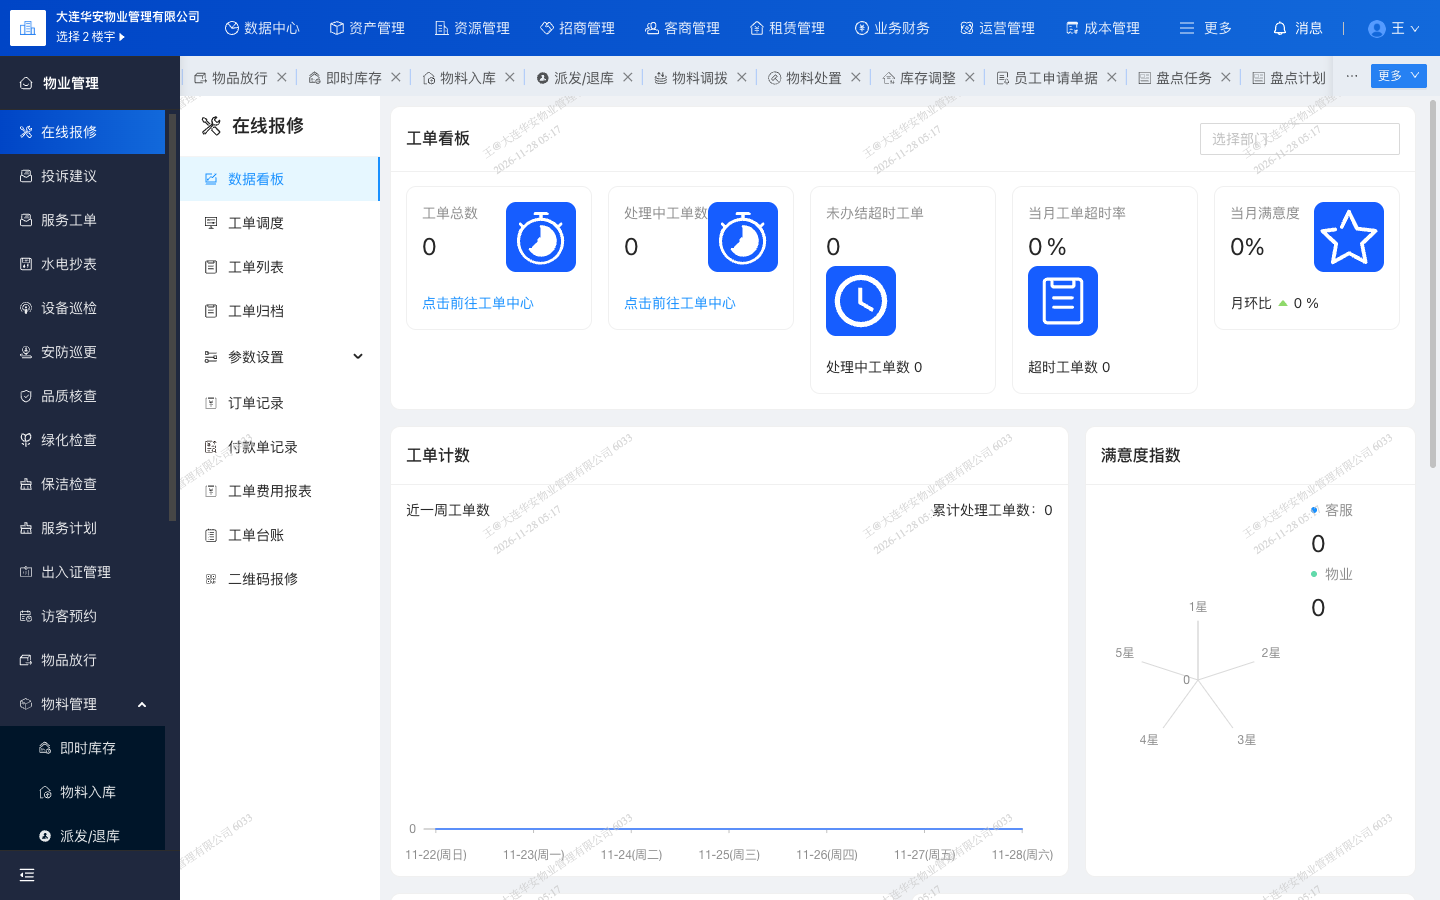 大连华安物业管理有限公司
选择 2 楼宇
数据中心
资产管理
资源管理
招商管理
客商管理
租赁管理
业务财务
运营管理
成本管理
更多
消息
王
物业管理
在线报修
投诉建议
服务工单
水电抄表
设备巡检
安防巡更
品质核查
绿化检查
保洁检查
服务计划
出入证管理
访客预约
物品放行
物料管理
即时库存
物料入库
派发/退库
物品放行
即时库存
物料入库
派发/退库
物料调拨
物料处置
库存调整
员工申请单据
盘点任务
盘点计划
更多
在线报修
数据看板
工单调度
工单列表
工单归档
参数设置
订单记录
付款单记录
工单费用报表
工单台账
二维码报修
工单看板
选择部门
工单总数
0
点击前往工单中心
处理中工单数
0
点击前往工单中心
未办结超时工单
0
处理中工单数 0
当月工单超时率
0 %
超时工单数 0
当月满意度
0%
月环比 0 %
工单计数
近一周工单数
累计处理工单数：0
0
11-22(周日)
11-23(周一)
11-24(周二)
11-25(周三)
11-26(周四)
11-27(周五)
11-28(周六)
满意度指数
客服
0
物业
0
1星
2星
3星
4星
5星
0
王@大连华安物业管理有限公司 6033
2026-11-28 05:17